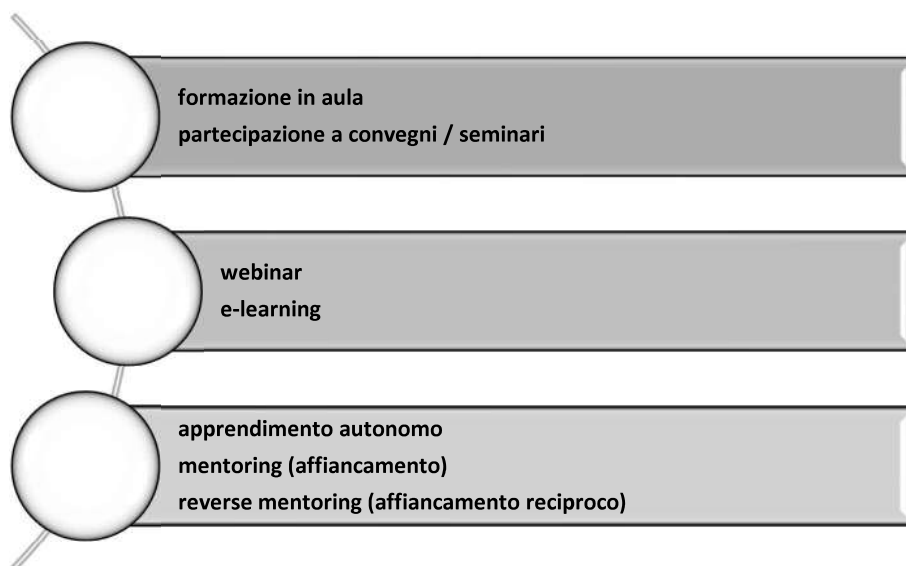 formazione in aula
partecipazione a convegni / seminari
webinar
e-learning
apprendimento autonomo
mentoring (affiancamento)
reverse mentoring (affiancamento reciproco)